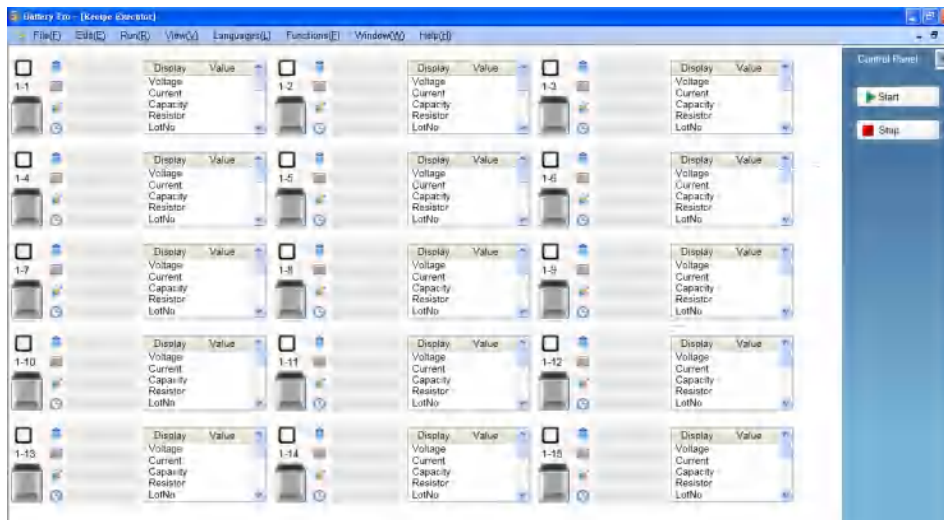 Battery Pro - [Recipe Executor]
File(F) Edit(E) Run(R) View(V) Languages(L) Functions(F) Window(W) Help(H)
Control Panel
Start
Stop
1-1
Display Value
Voltage
Current
Capacity
Resistor
LotNo
1-2
Display Value
Voltage
Current
Capacity
Resistor
LotNo
1-3
Display Value
Voltage
Current
Capacity
Resistor
LotNo
1-4
Display Value
Voltage
Current
Capacity
Resistor
LotNo
1-5
Display Value
Voltage
Current
Capacity
Resistor
LotNo
1-6
Display Value
Voltage
Current
Capacity
Resistor
LotNo
1-7
Display Value
Voltage
Current
Capacity
Resistor
LotNo
1-8
Display Value
Voltage
Current
Capacity
Resistor
LotNo
1-9
Display Value
Voltage
Current
Capacity
Resistor
LotNo
1-10
Display Value
Voltage
Current
Capacity
Resistor
LotNo
1-11
Display Value
Voltage
Current
Capacity
Resistor
LotNo
1-12
Display Value
Voltage
Current
Capacity
Resistor
LotNo
1-13
Display Value
Voltage
Current
Capacity
Resistor
LotNo
1-14
Display Value
Voltage
Current
Capacity
Resistor
LotNo
1-15
Display Value
Voltage
Current
Capacity
Resistor
LotNo